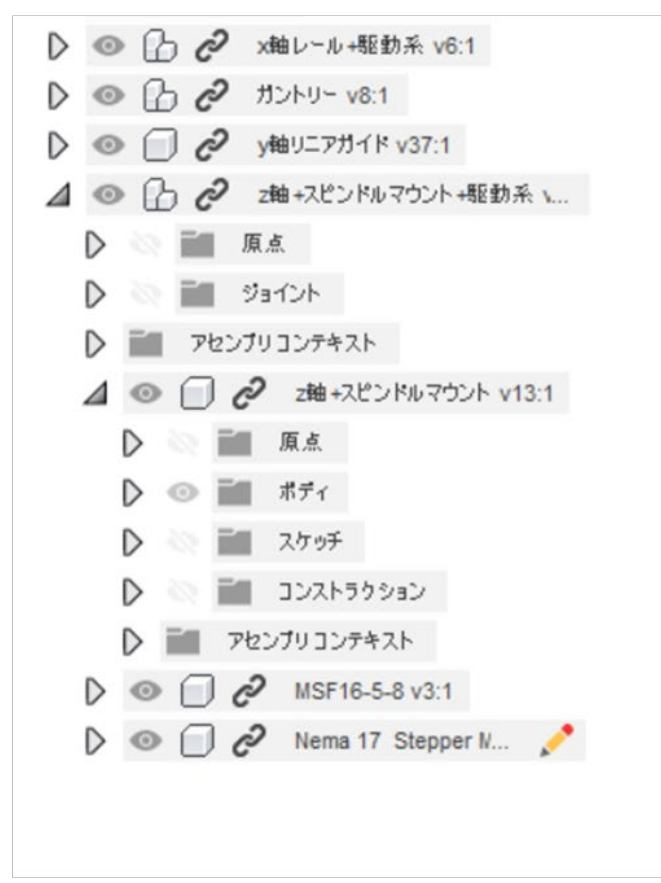 x軸レール+駆動系 v6:1
ガントリー v8:1
y軸リニアガイド v37:1
z軸+スピンドルマウント+駆動系 v...
原点
ジョイント
アセンブリコンテキスト
z軸+スピンドルマウント v13:1
原点
ボディ
スケッチ
コンストラクション
アセンブリコンテキスト
MSF16-5-8 v3:1
Nema 17 Stepper M...